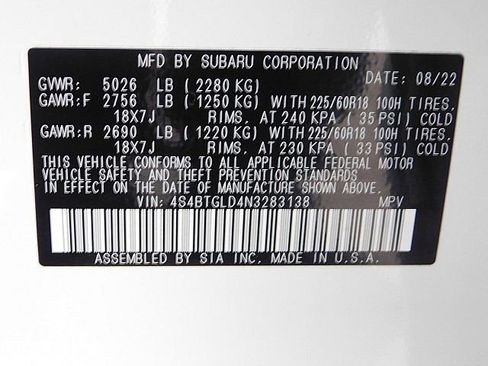 MFD BY SUBARU CORPORATION
GVWR: 5026 LB (2280 KG) DATE: 08/22
GAWR:F 2756 LB (1250 KG) WITH 225/60R18 100H TIRES,
18X7J RIMS, AT 240 KPA (35 PSI) COLD
GAWR:R 2690 LB (1220 KG) WITH 225/60R18 100H TIRES,
18X7J RIMS, AT 230 KPA (33 PSI) COLD
THIS VEHICLE CONFORMS TO ALL APPLICABLE FEDERAL MOTOR
VEHICLE SAFETY, BUMPER, AND THEFT PREVENTION STANDARDS
IN EFFECT ON THE DATE OF MANUFACTURE SHOWN ABOVE.
VIN: 4S4BTGLD4N3283138 MPV
ASSEMBLED BY SIA INC. MADE IN U.S.A.